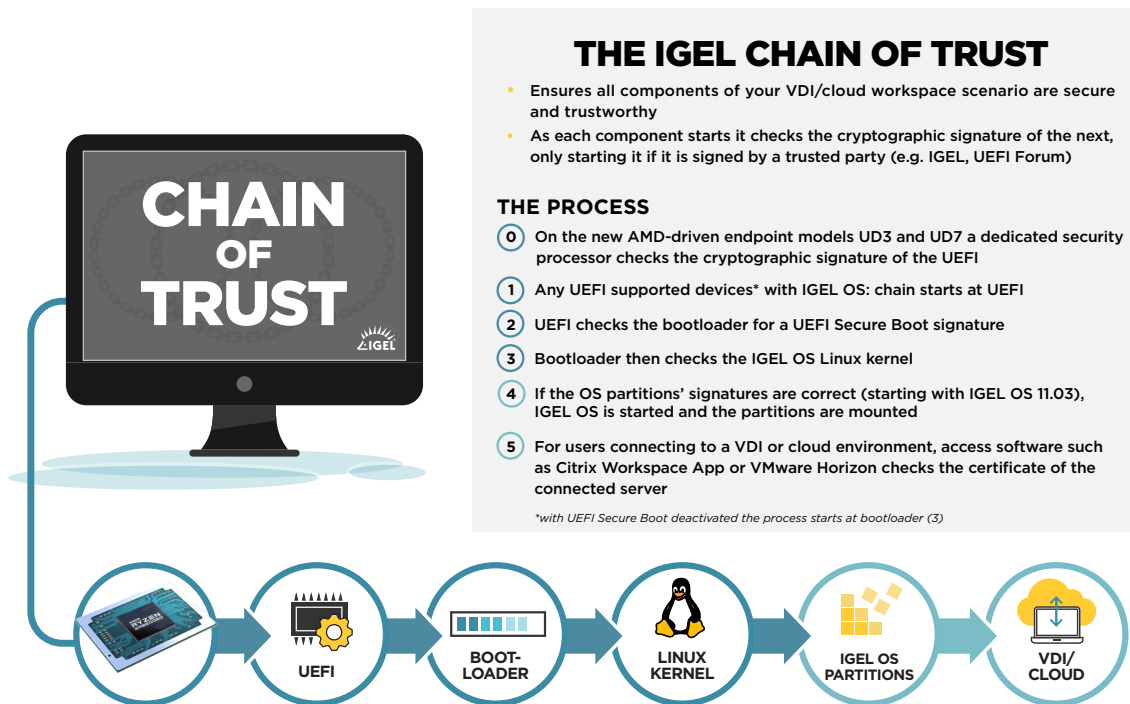 THE IGEL CHAIN OF TRUST
• Ensures all components of your VDI/cloud workspace scenario are secure
and trustworthy
• As each component starts it checks the cryptographic signature of the next,
only starting it if it is signed by a trusted party (e.g. IGEL, UEFI Forum)
CHAIN
OF
TRUST
IGEL
THE PROCESS
0 On the new AMD-driven endpoint models UD3 and UD7 a dedicated security
processor checks the cryptographic signature of the UEFI
1 Any UEFI supported devices* with IGEL OS: chain starts at UEFI
2 UEFI checks the bootloader for a UEFI Secure Boot signature
3 Bootloader then checks the IGEL OS Linux kernel
4 If the OS partitions' signatures are correct (starting with IGEL OS 11.03),
IGEL OS is started and the partitions are mounted
5 For users connecting to a VDI or cloud environment, access software such
as Citrix Workspace App or VMware Horizon checks the certificate of the
connected server
*with UEFI Secure Boot deactivated the process starts at bootloader (3)
RYZEN
UEFI
BOOT-
LOADER
LINUX
KERNEL
IGEL OS
PARTITIONS
VDI/
CLOUD